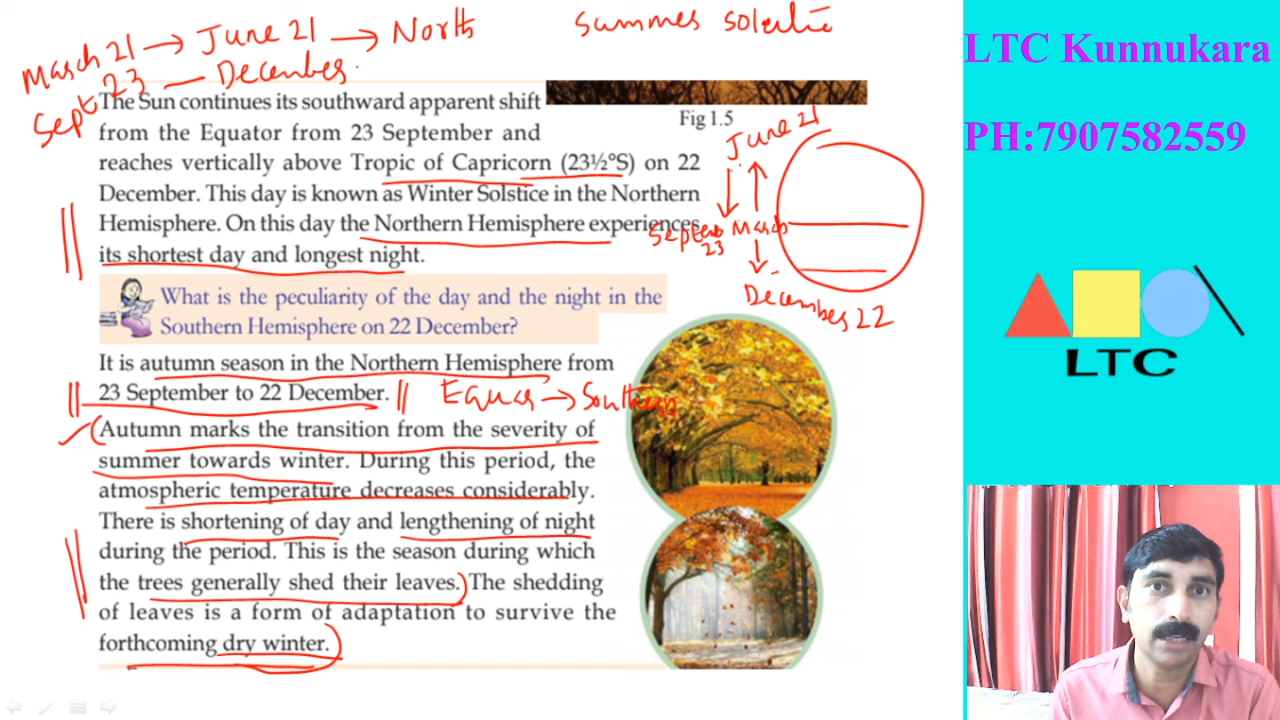 March 21 → June 21 → North
Summer solstic
Sept 23 — December.
The Sun continues its southward apparent shift
from the Equator from 23 September and
reaches vertically above Tropic of Capricorn (23½°S) on 22
December. This day is known as Winter Solstice in the Northern
Hemisphere. On this day the Northern Hemisphere experiences
its shortest day and longest night.
Fig 1.5
June 21
September 23
March
December 22
What is the peculiarity of the day and the night in the
Southern Hemisphere on 22 December?
It is autumn season in the Northern Hemisphere from
23 September to 22 December.
→ Southern
Autumn marks the transition from the severity of
summer towards winter. During this period, the
atmospheric temperature decreases considerably.
There is shortening of day and lengthening of night
during the period. This is the season during which
the trees generally shed their leaves. The shedding
of leaves is a form of adaptation to survive the
forthcoming dry winter.
LTC Kunnukara
PH:7907582559
LTC